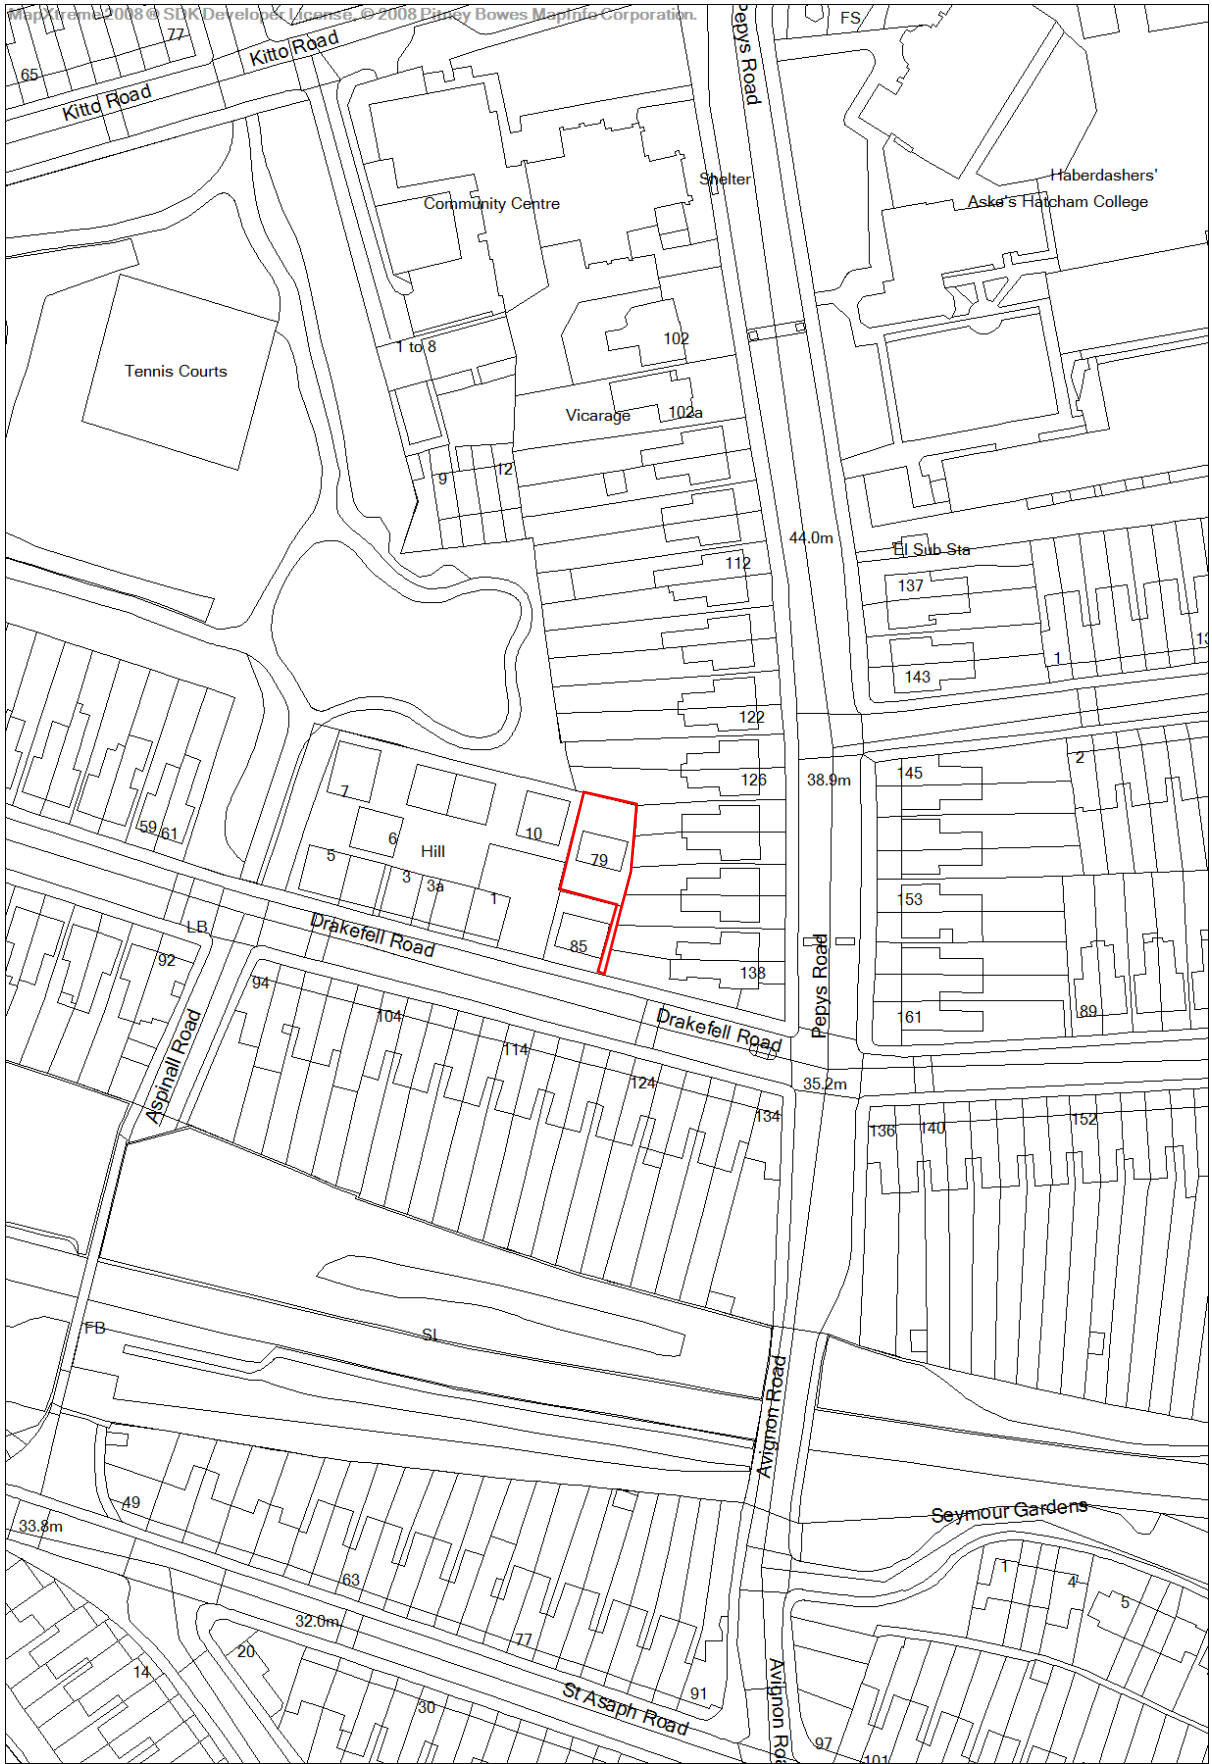 MapXtreme 2008 ® SDK Developer License. © 2008 Pitney Bowes MapInfo Corporation.
77
Kitto Road
FS
Pepys Road
65
Kitto Road
Shelter
Haberdashers'
Aske's Hatcham College
Community Centre
102
1 to 8
Tennis Courts
Vicarage
102a
9
12
44.0m
El Sub Sta
112
137
1
143
122
2
145
126
38.9m
7
59
61
10
6
Hill
5
79
3
3a
1
153
LB
Drakefell Road
85
92
138
94
Pepys Road
104
Drakefell Road
161
89
114
124
35.2m
Aspinall Road
134
136
140
152
FB
SL
Avignon Road
49
Seymour Gardens
33.8m
63
1
4
5
32.0m
77
20
14
91
30
St Asaph Road
Avignon Roa
97
101